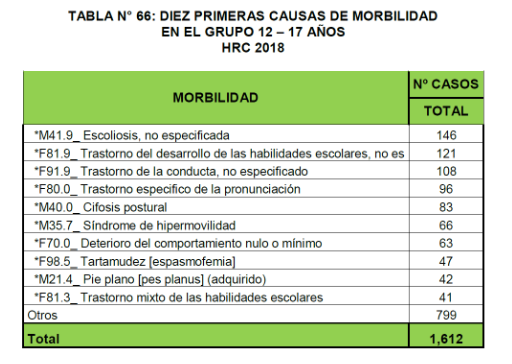 TABLA N° 66: DIEZ PRIMERAS CAUSAS DE MORBILIDAD
EN EL GRUPO 12 – 17 AÑOS
HRC 2018
MORBILIDAD Nº CASOS
TOTAL
*M41.9_ Escoliosis, no especificada 146
*F81.9_ Trastorno del desarrollo de las habilidades escolares, no es 121
*F91.9_ Trastorno de la conducta, no especificado 108
*F80.0_ Trastorno especifico de la pronunciación 96
*M40.0_ Cifosis postural 83
*M35.7_ Síndrome de hipermovilidad 66
*F70.0_ Deterioro del comportamiento nulo o mínimo 63
*F98.5_ Tartamudez [espasmofemia] 47
*M21.4_ Pie plano [pes planus] (adquirido) 42
*F81.3_ Trastorno mixto de las habilidades escolares 41
Otros 799
Total 1,612